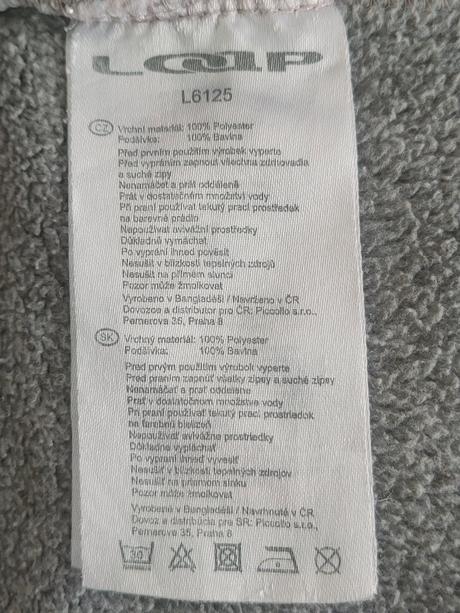 LOAP
L6125
CZ Vrchní materiál: 100% Polyester
Podšívka: 100% Bavlna
Před prvním použitím výrobek vyperte
Před vypráním zapnout všechna zdrhovadla
a suché zipy
Nenamáčet a prát odděleně
Prát v dostatečném množství vody
Při praní používat tekutý prací prostředek
na barevné prádlo
Nepoužívat avivážní prostředky
Důkladně vymáchat
Po vyprání ihned pověsit
Nesušit v blízkosti tepelných zdrojů
Nesušit na přímém slunci
Pozor může žmolkovat
Vyrobeno v Bangladéši / Navrženo v ČR
Dovozce a distributor pro ČR: Piccollo s.r.o.,
Pernerova 35, Praha 8
SK Vrchný materiál: 100% Polyester
Podšívka: 100% Bavlna
Pred prvým použitím výrobok vyperte
Pred praním zapnúť všetky zipsy a suché zipsy
Nenamáčať a prať oddelene
Prať v dostatočnom množstve vody
Pri praní používať tekutý prací prostriedok
na farebnú bielizeň
Nepoužívať avivážne prostriedky
Dôkladne vypláchať
Po vypraní ihneď vyvesiť
Nesušiť v blízkosti tepelných zdrojov
Nesušiť na priamom slnku
Pozor môže žmolkovať
Vyrobené v Bangladéši / Navrhnuté v ČR
Dovoz a distribúcia pre SR: Piccollo s.r.o.,
Pernerova 35, Praha 8
30